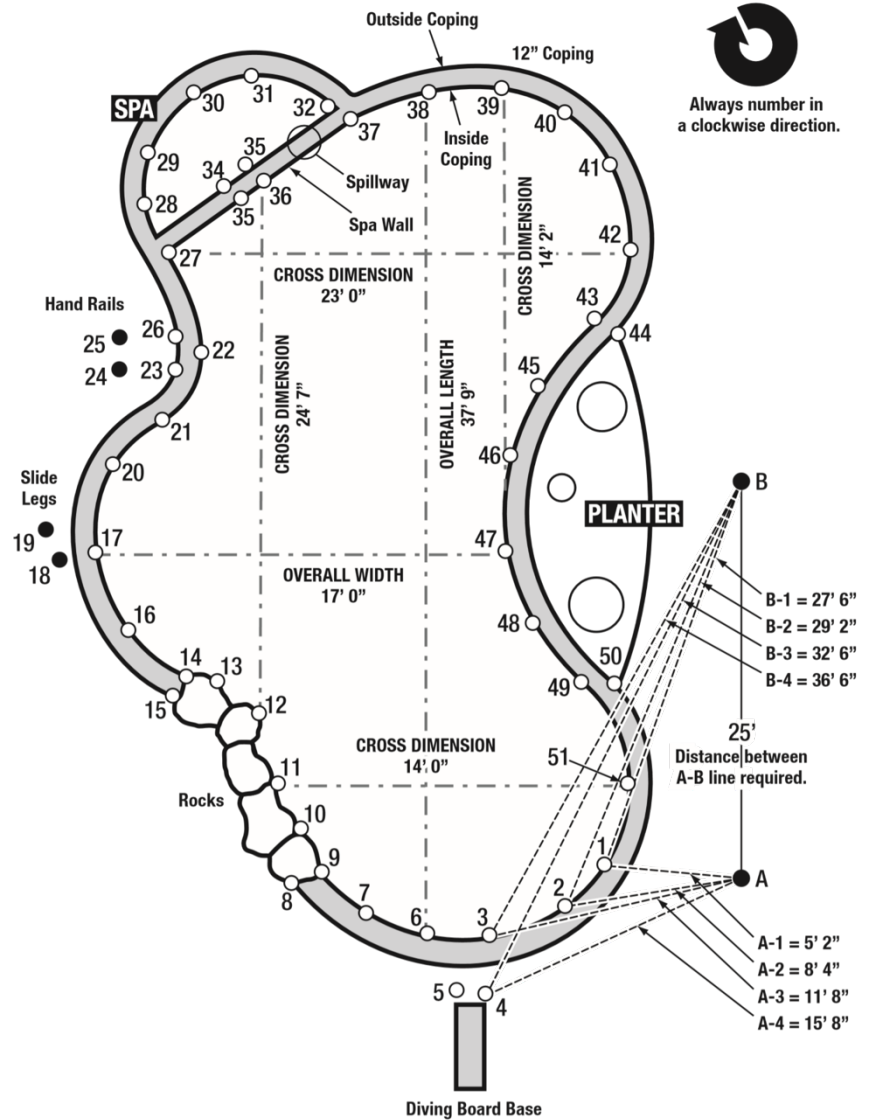 Outside Coping
12” Coping
Always number in
a clockwise direction.
SPA
31
30
32
38
39
37
40
Inside
Coping
29
35
34
36
35
Spillway
41
28
Spa Wall
27
42
CROSS DIMENSION
23’ 0”
CROSS DIMENSION
14’ 2”
Hand Rails
25
26
24
23
22
43
44
CROSS DIMENSION
24’ 7”
OVERALL LENGTH
37’ 9”
45
21
20
46
Slide
Legs
19
18
17
47
PLANTER
B
OVERALL WIDTH
17’ 0”
B-1 = 27’ 6”
B-2 = 29’ 2”
B-3 = 32’ 6”
B-4 = 36’ 6”
16
48
14
13
15
12
49
50
25’
Distance between
A-B line required.
CROSS DIMENSION
14’ 0”
51
11
Rocks
10
9
8
7
6
3
2
1
A
5
4
A-1 = 5’ 2”
A-2 = 8’ 4”
A-3 = 11’ 8”
A-4 = 15’ 8”
Diving Board Base